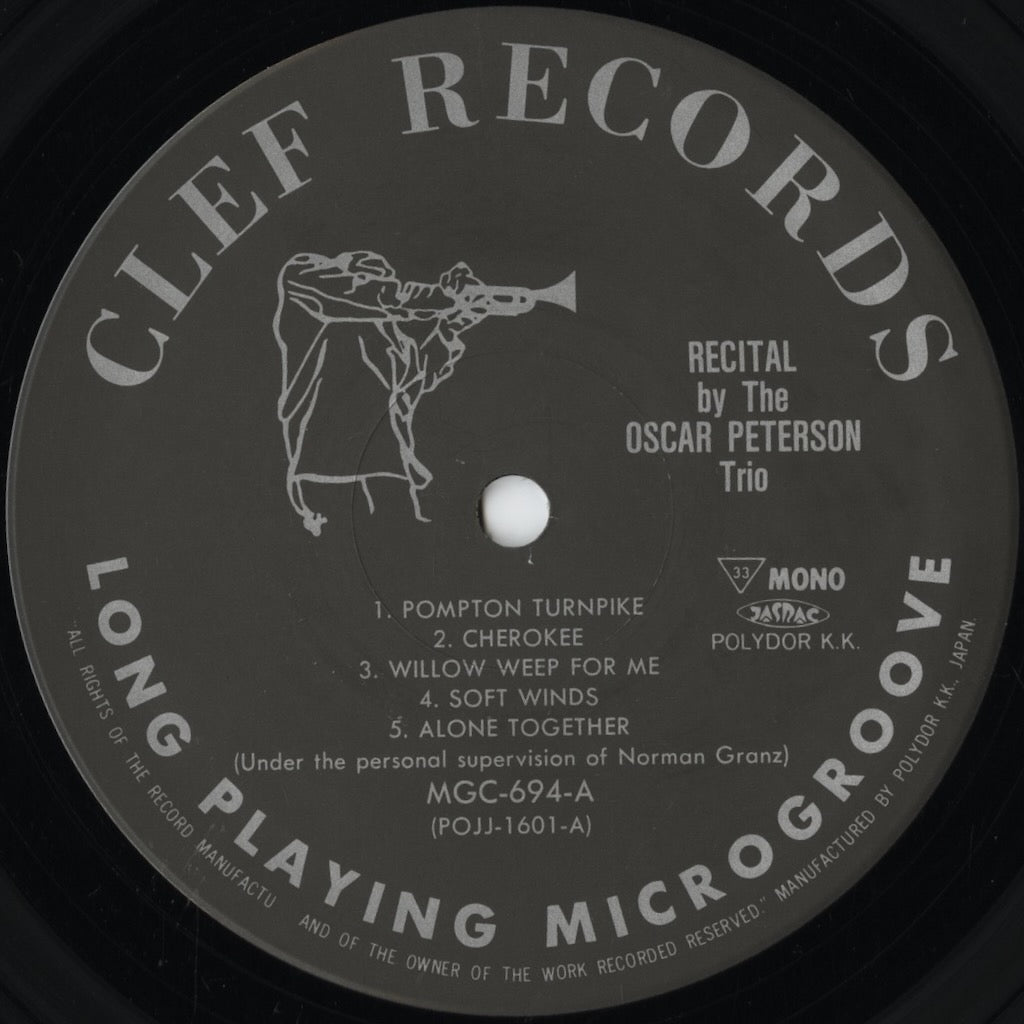 CLEF RECORDS
RECITAL
by The
OSCAR PETERSON
Trio
33 MONO
JASRAC
POLYDOR K.K.
1. POMPTON TURNPIKE
2. CHEROKEE
3. WILLOW WEEP FOR ME
4. SOFT WINDS
5. ALONE TOGETHER
(Under the personal supervision of Norman Granz)
MGC-694-A
(POJJ-1601-A)
LONG PLAYING MICROGROOVE
"ALL RIGHTS OF THE RECORD MANUFACTU AND OF THE OWNER OF THE WORK RECORDED RESERVED." MANUFACTURED BY POLYDOR K.K., JAPAN.